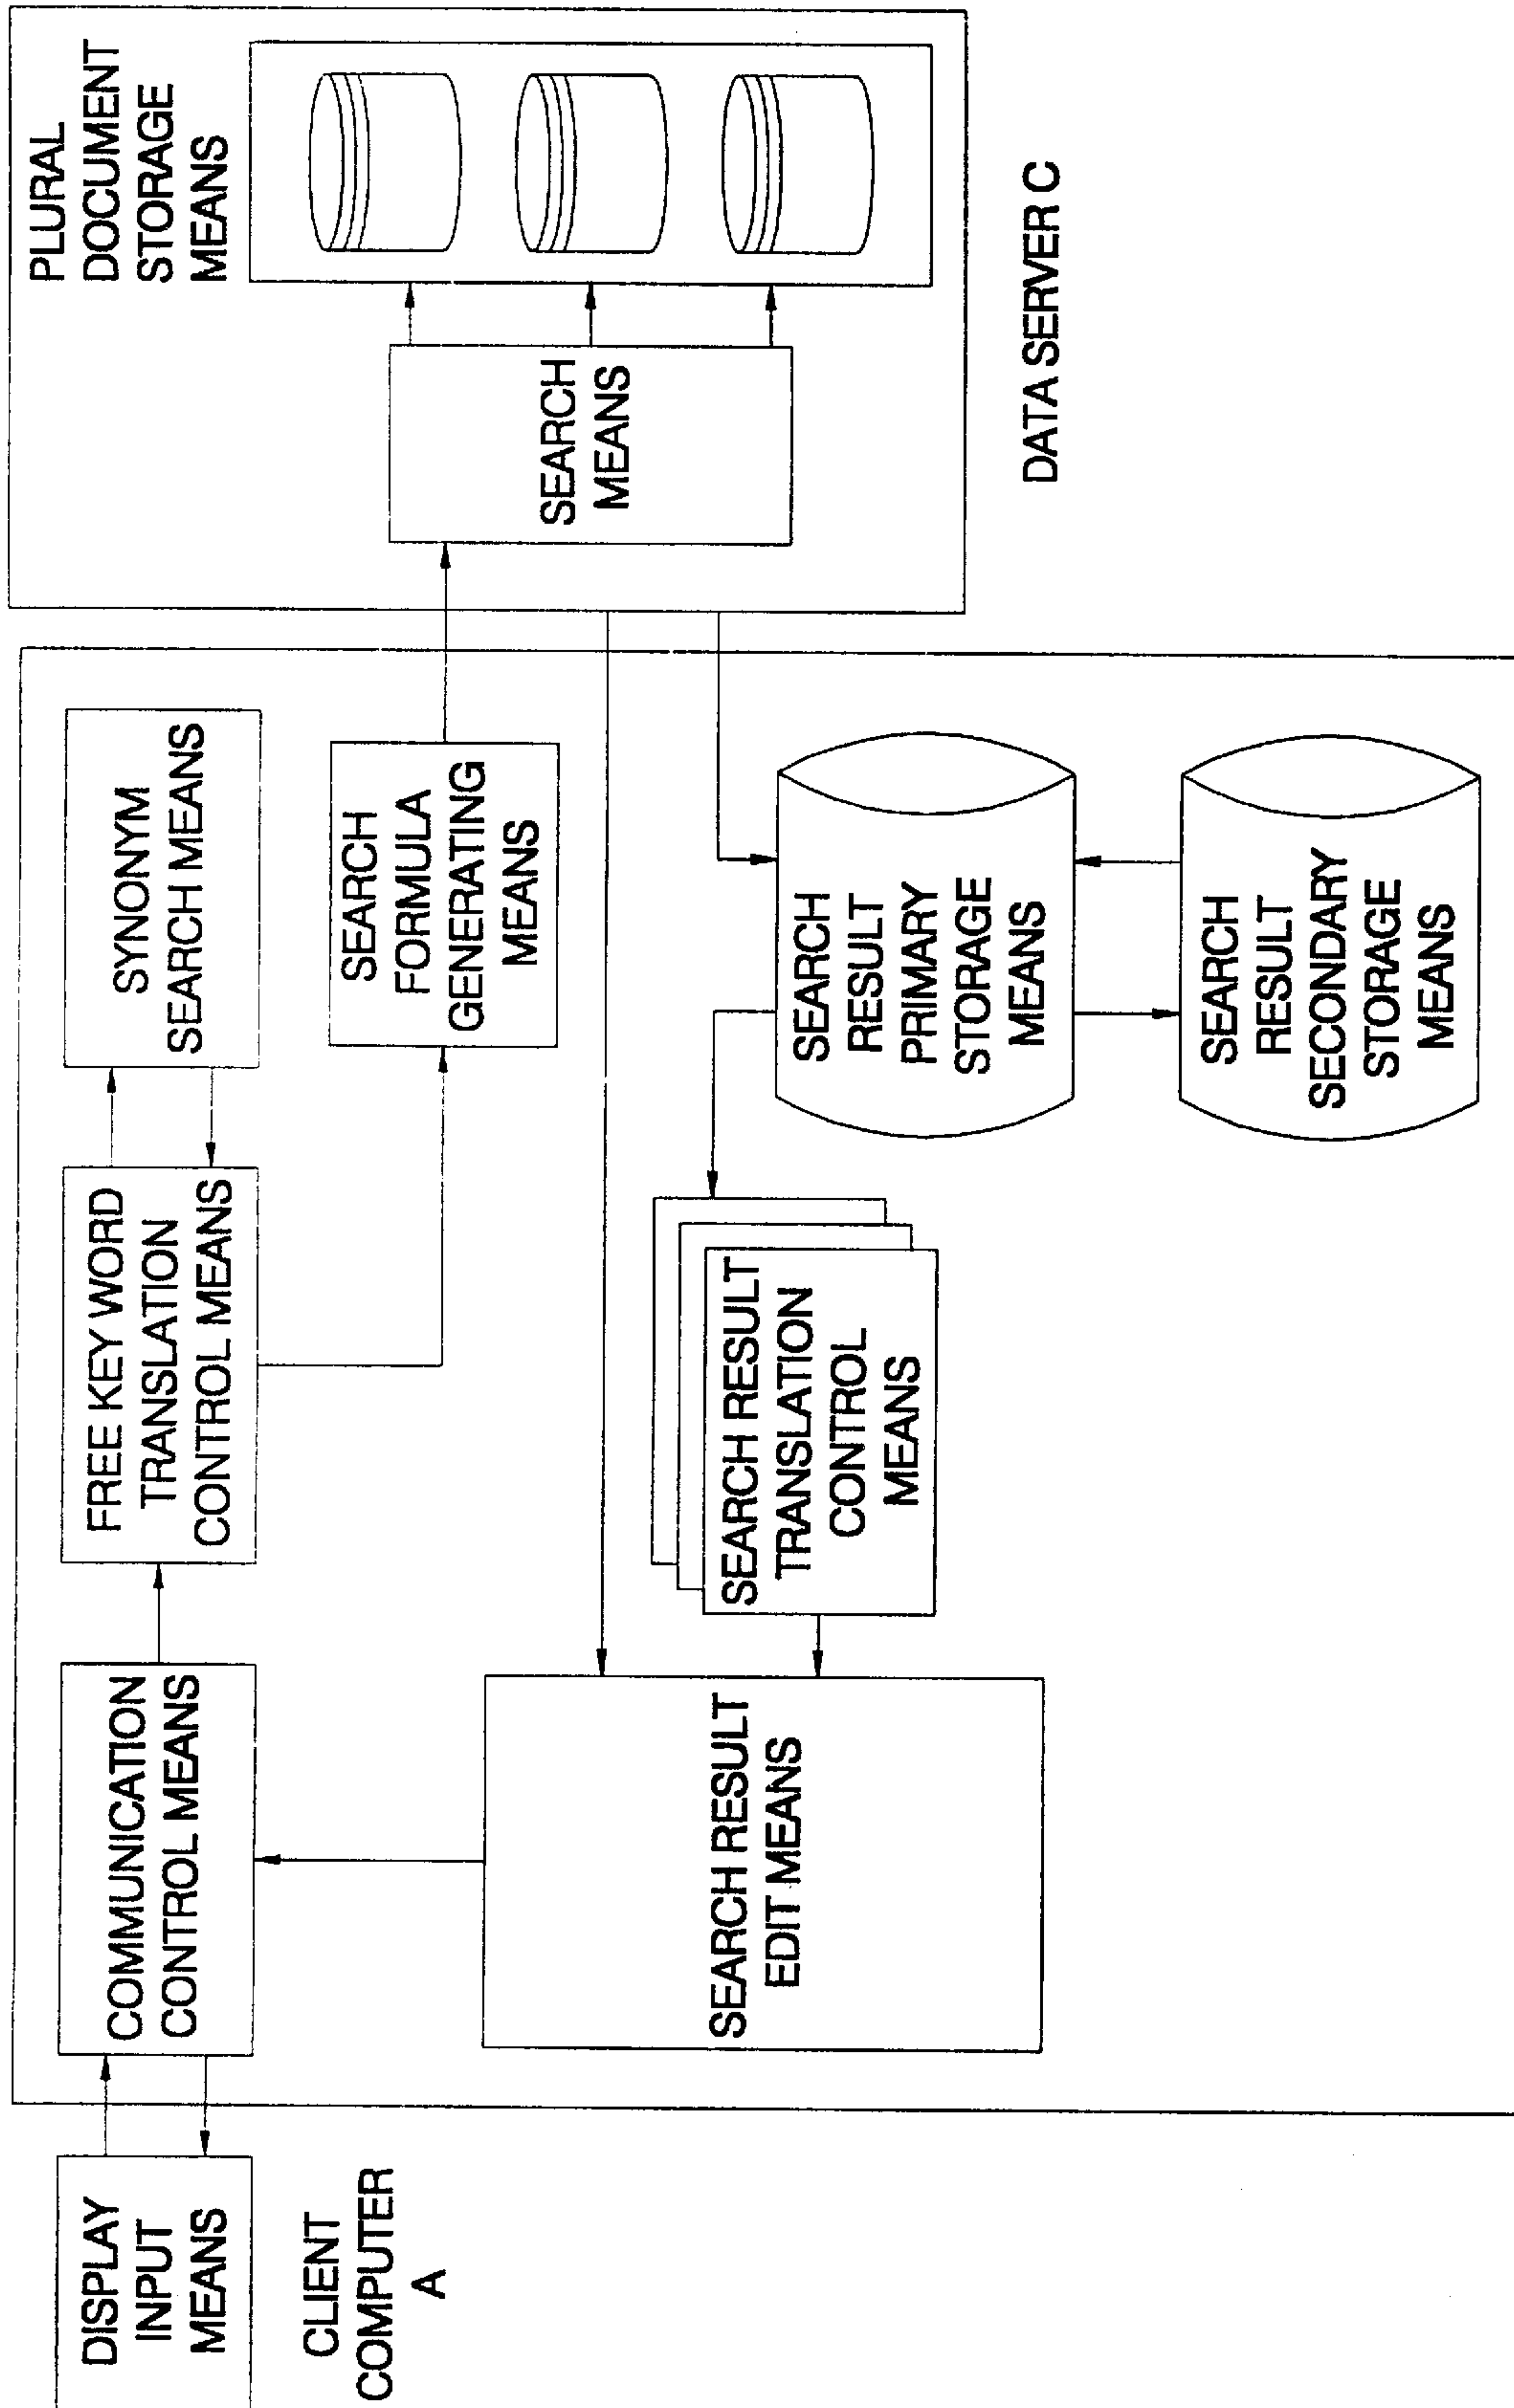 DISPLAY
INPUT
MEANS
CLIENT
COMPUTER
A
COMMUNICATION
CONTROL MEANS
FREE KEY WORD
TRANSLATION
CONTROL MEANS
SYNONYM
SEARCH MEANS
SEARCH
FORMULA
GENERATING
MEANS
SEARCH RESULT
EDIT MEANS
SEARCH RESULT
TRANSLATION
CONTROL
MEANS
SEARCH
RESULT
PRIMARY
STORAGE
MEANS
SEARCH
RESULT
SECONDARY
STORAGE
MEANS
PLURAL
DOCUMENT
STORAGE
MEANS
SEARCH
MEANS
DATA SERVER C